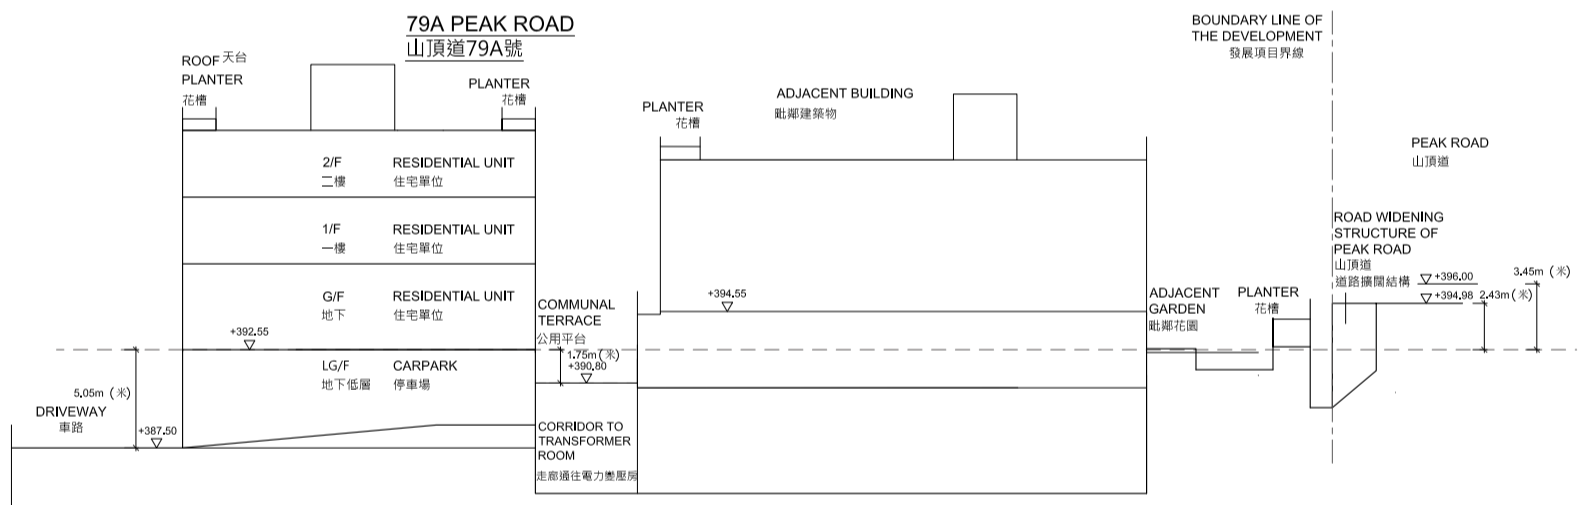 79A PEAK ROAD
山頂道79A號
ROOF 天台
PLANTER
花槽
PLANTER
花槽
2/F RESIDENTIAL UNIT
二樓 住宅單位
1/F RESIDENTIAL UNIT
一樓 住宅單位
G/F RESIDENTIAL UNIT
地下 住宅單位
+392.55
LG/F CARPARK
地下低層 停車場
5.05m (米)
DRIVEWAY
車路
+387.50
COMMUNAL
TERRACE
公用平台
1.75m (米)
+390.80
CORRIDOR TO
TRANSFORMER
ROOM
走廊通往電力變壓房
PLANTER
花槽
ADJACENT BUILDING
毗鄰建築物
+394.55
ADJACENT
GARDEN
毗鄰花園
PLANTER
花槽
BOUNDARY LINE OF
THE DEVELOPMENT
發展項目界線
PEAK ROAD
山頂道
ROAD WIDENING
STRUCTURE OF
PEAK ROAD
山頂道
道路擴闊結構
+396.00
3.45m (米)
+394.98
2.43m (米)